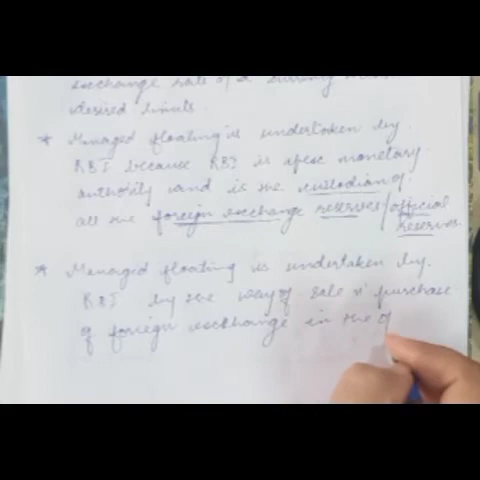 exchange rate of a currency within
desired limits.
* Managed floating is undertaken by
RBI because RBI is apex monetary
authority and is the custodian of
all the foreign exchange reserves/official
reserves
* Managed floating is undertaken by
RBI by the way of sale n' purchase
of foreign exchange in the